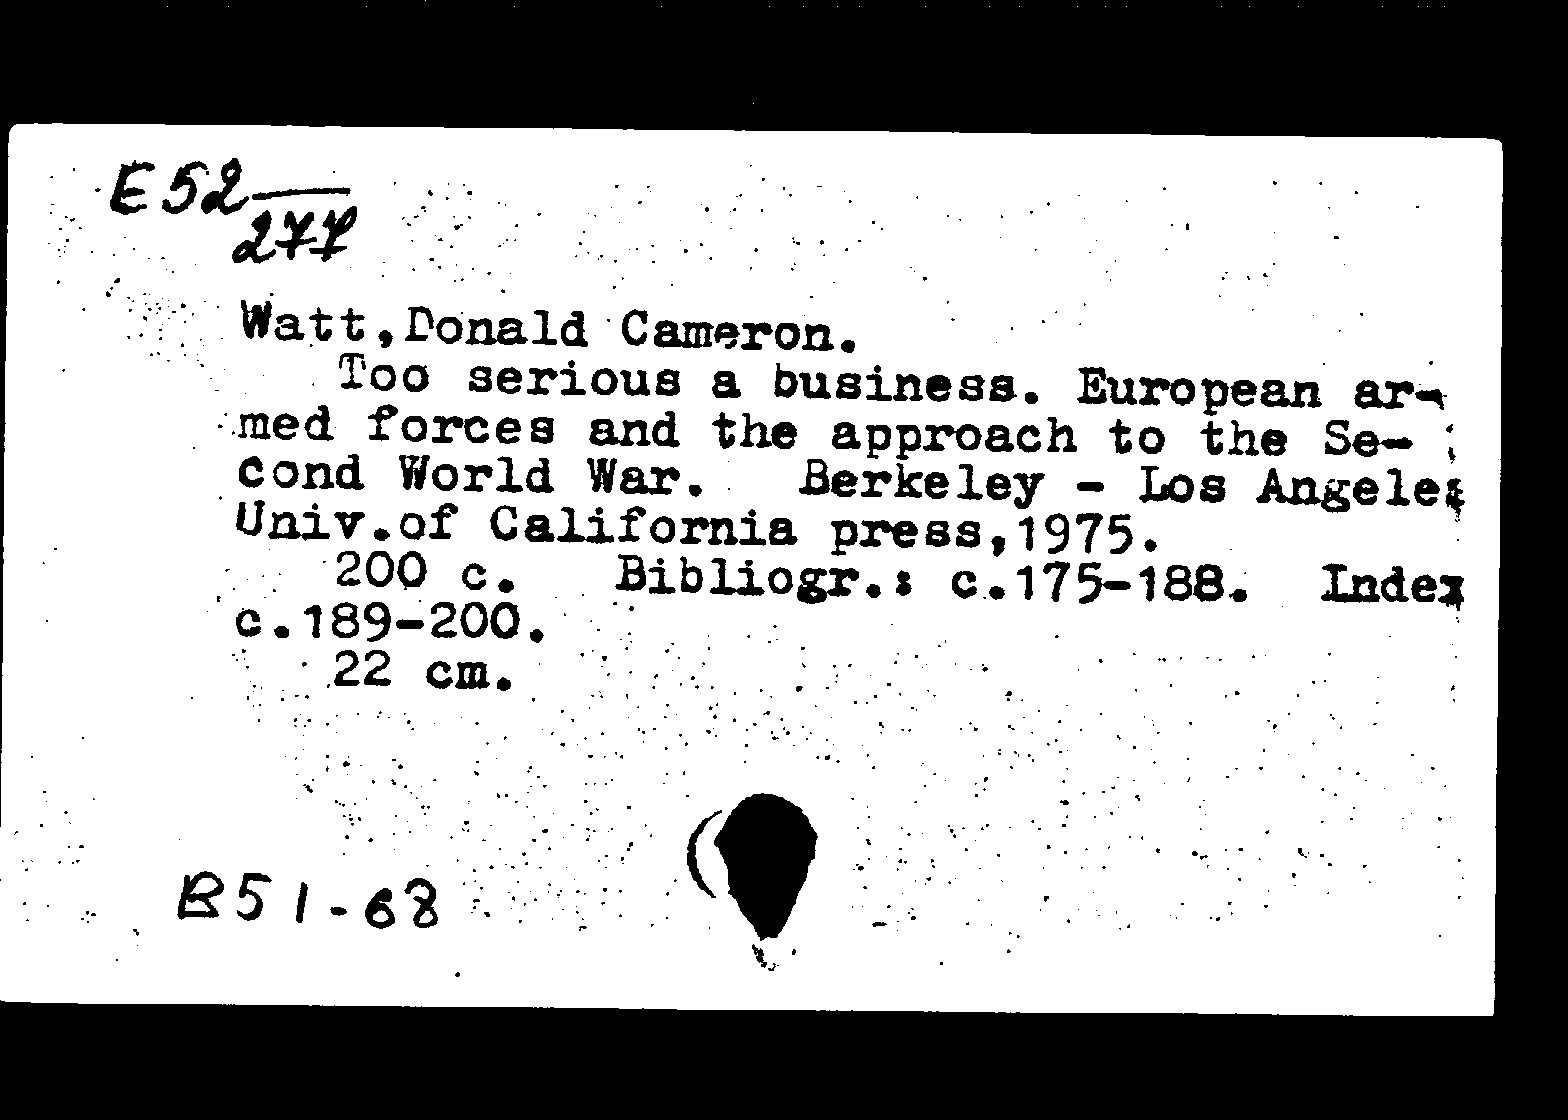 E52
277
Watt,Donald Cameron.
Too serious a business. European ar-
med forces and the approach to the Se-
cond World War. Berkeley - Los Angeles
Univ.of California press,1975.
200 c. Bibliogr.: c.175-188. Index
c.189-200.
22 cm.
B51-68